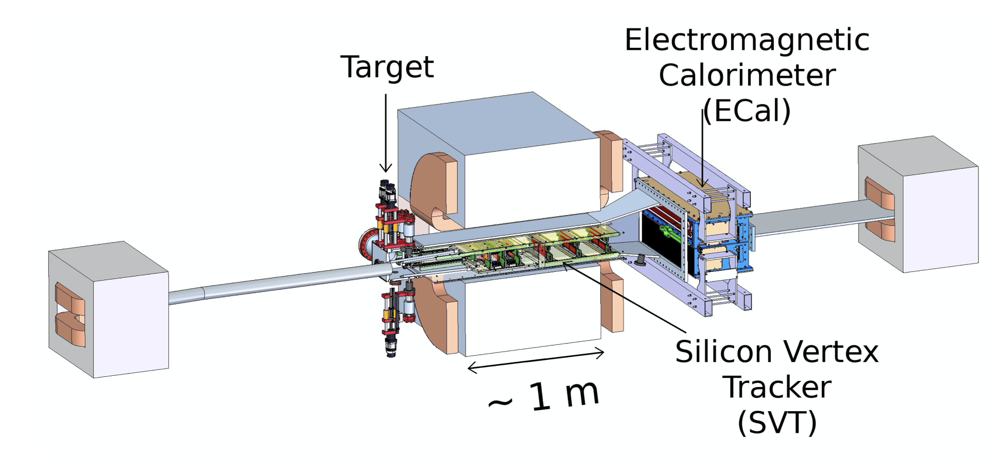 Electromagnetic
Calorimeter
(ECal)
Target
~ 1 m
Silicon Vertex
Tracker
(SVT)